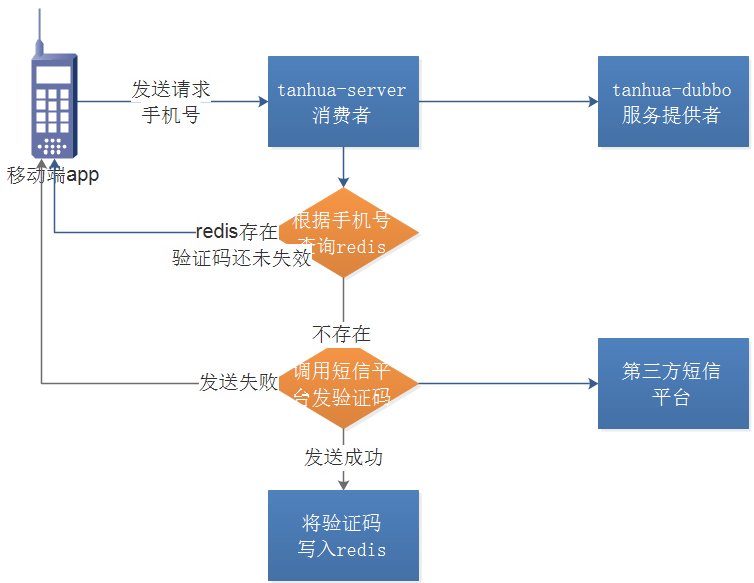 发送请求
手机号
tanhua-server
消费者
tanhua-dubbo
服务提供者
移动端app
根据手机号
查询redis
redis存在
验证码还未失效
不存在
调用短信平
台发验证码
发送失败
第三方短信
平台
发送成功
将验证码
写入redis